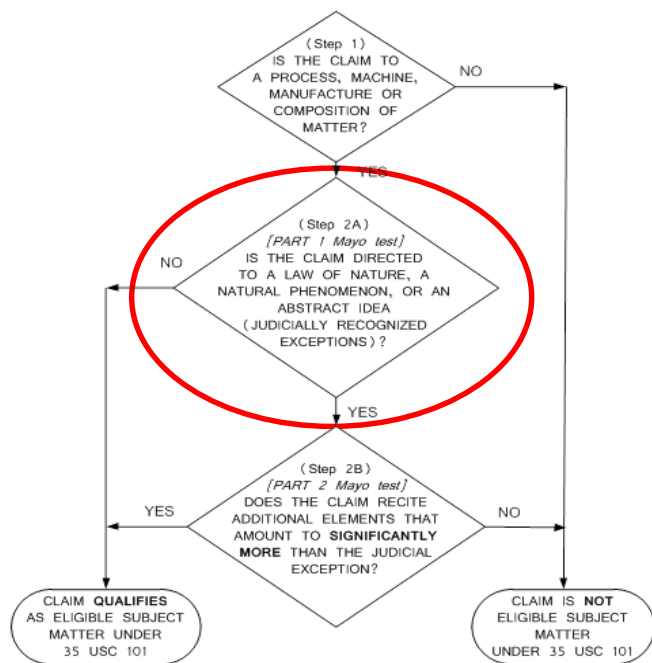 (Step 1)
IS THE CLAIM TO
A PROCESS, MACHINE,
MANUFACTURE OR
COMPOSITION OF
MATTER?
NO
YES
(Step 2A)
[PART 1 Mayo test]
IS THE CLAIM DIRECTED
TO A LAW OF NATURE, A
NATURAL PHENOMENON, OR AN
ABSTRACT IDEA
(JUDICIALLY RECOGNIZED
EXCEPTIONS)?
NO
YES
(Step 2B)
[PART 2 Mayo test]
DOES THE CLAIM RECITE
ADDITIONAL ELEMENTS THAT
AMOUNT TO SIGNIFICANTLY
MORE THAN THE JUDICIAL
EXCEPTION?
YES
NO
CLAIM QUALIFIES
AS ELIGIBLE SUBJECT
MATTER UNDER
35 USC 101
CLAIM IS NOT
ELIGIBLE SUBJECT
MATTER
UNDER 35 USC 101